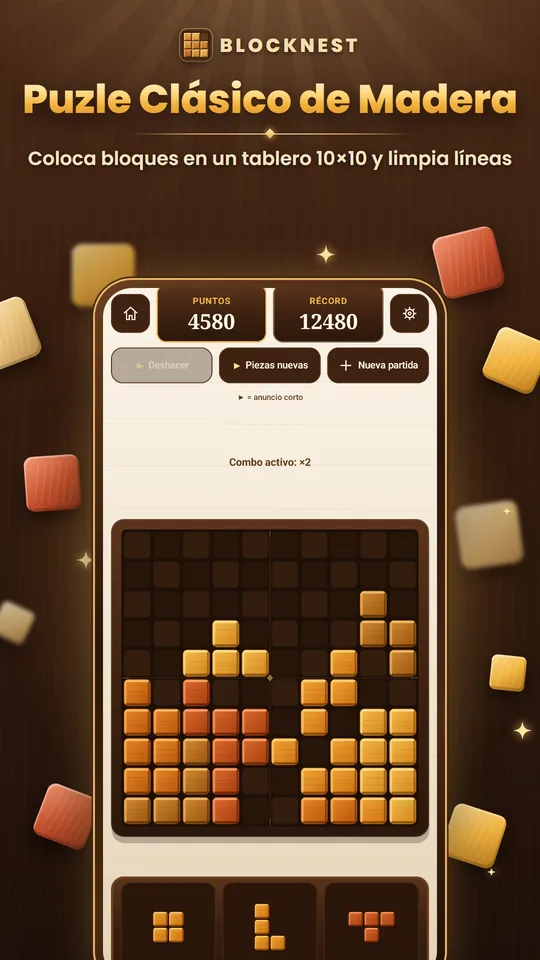 BLOCKNEST
Puzle Clásico de Madera
Coloca bloques en un tablero 10×10 y limpia líneas
PUNTOS
4580
RÉCORD
12480
► Deshacer
► Piezas nuevas
+ Nueva partida
► = anuncio corto
Combo activo: ×2